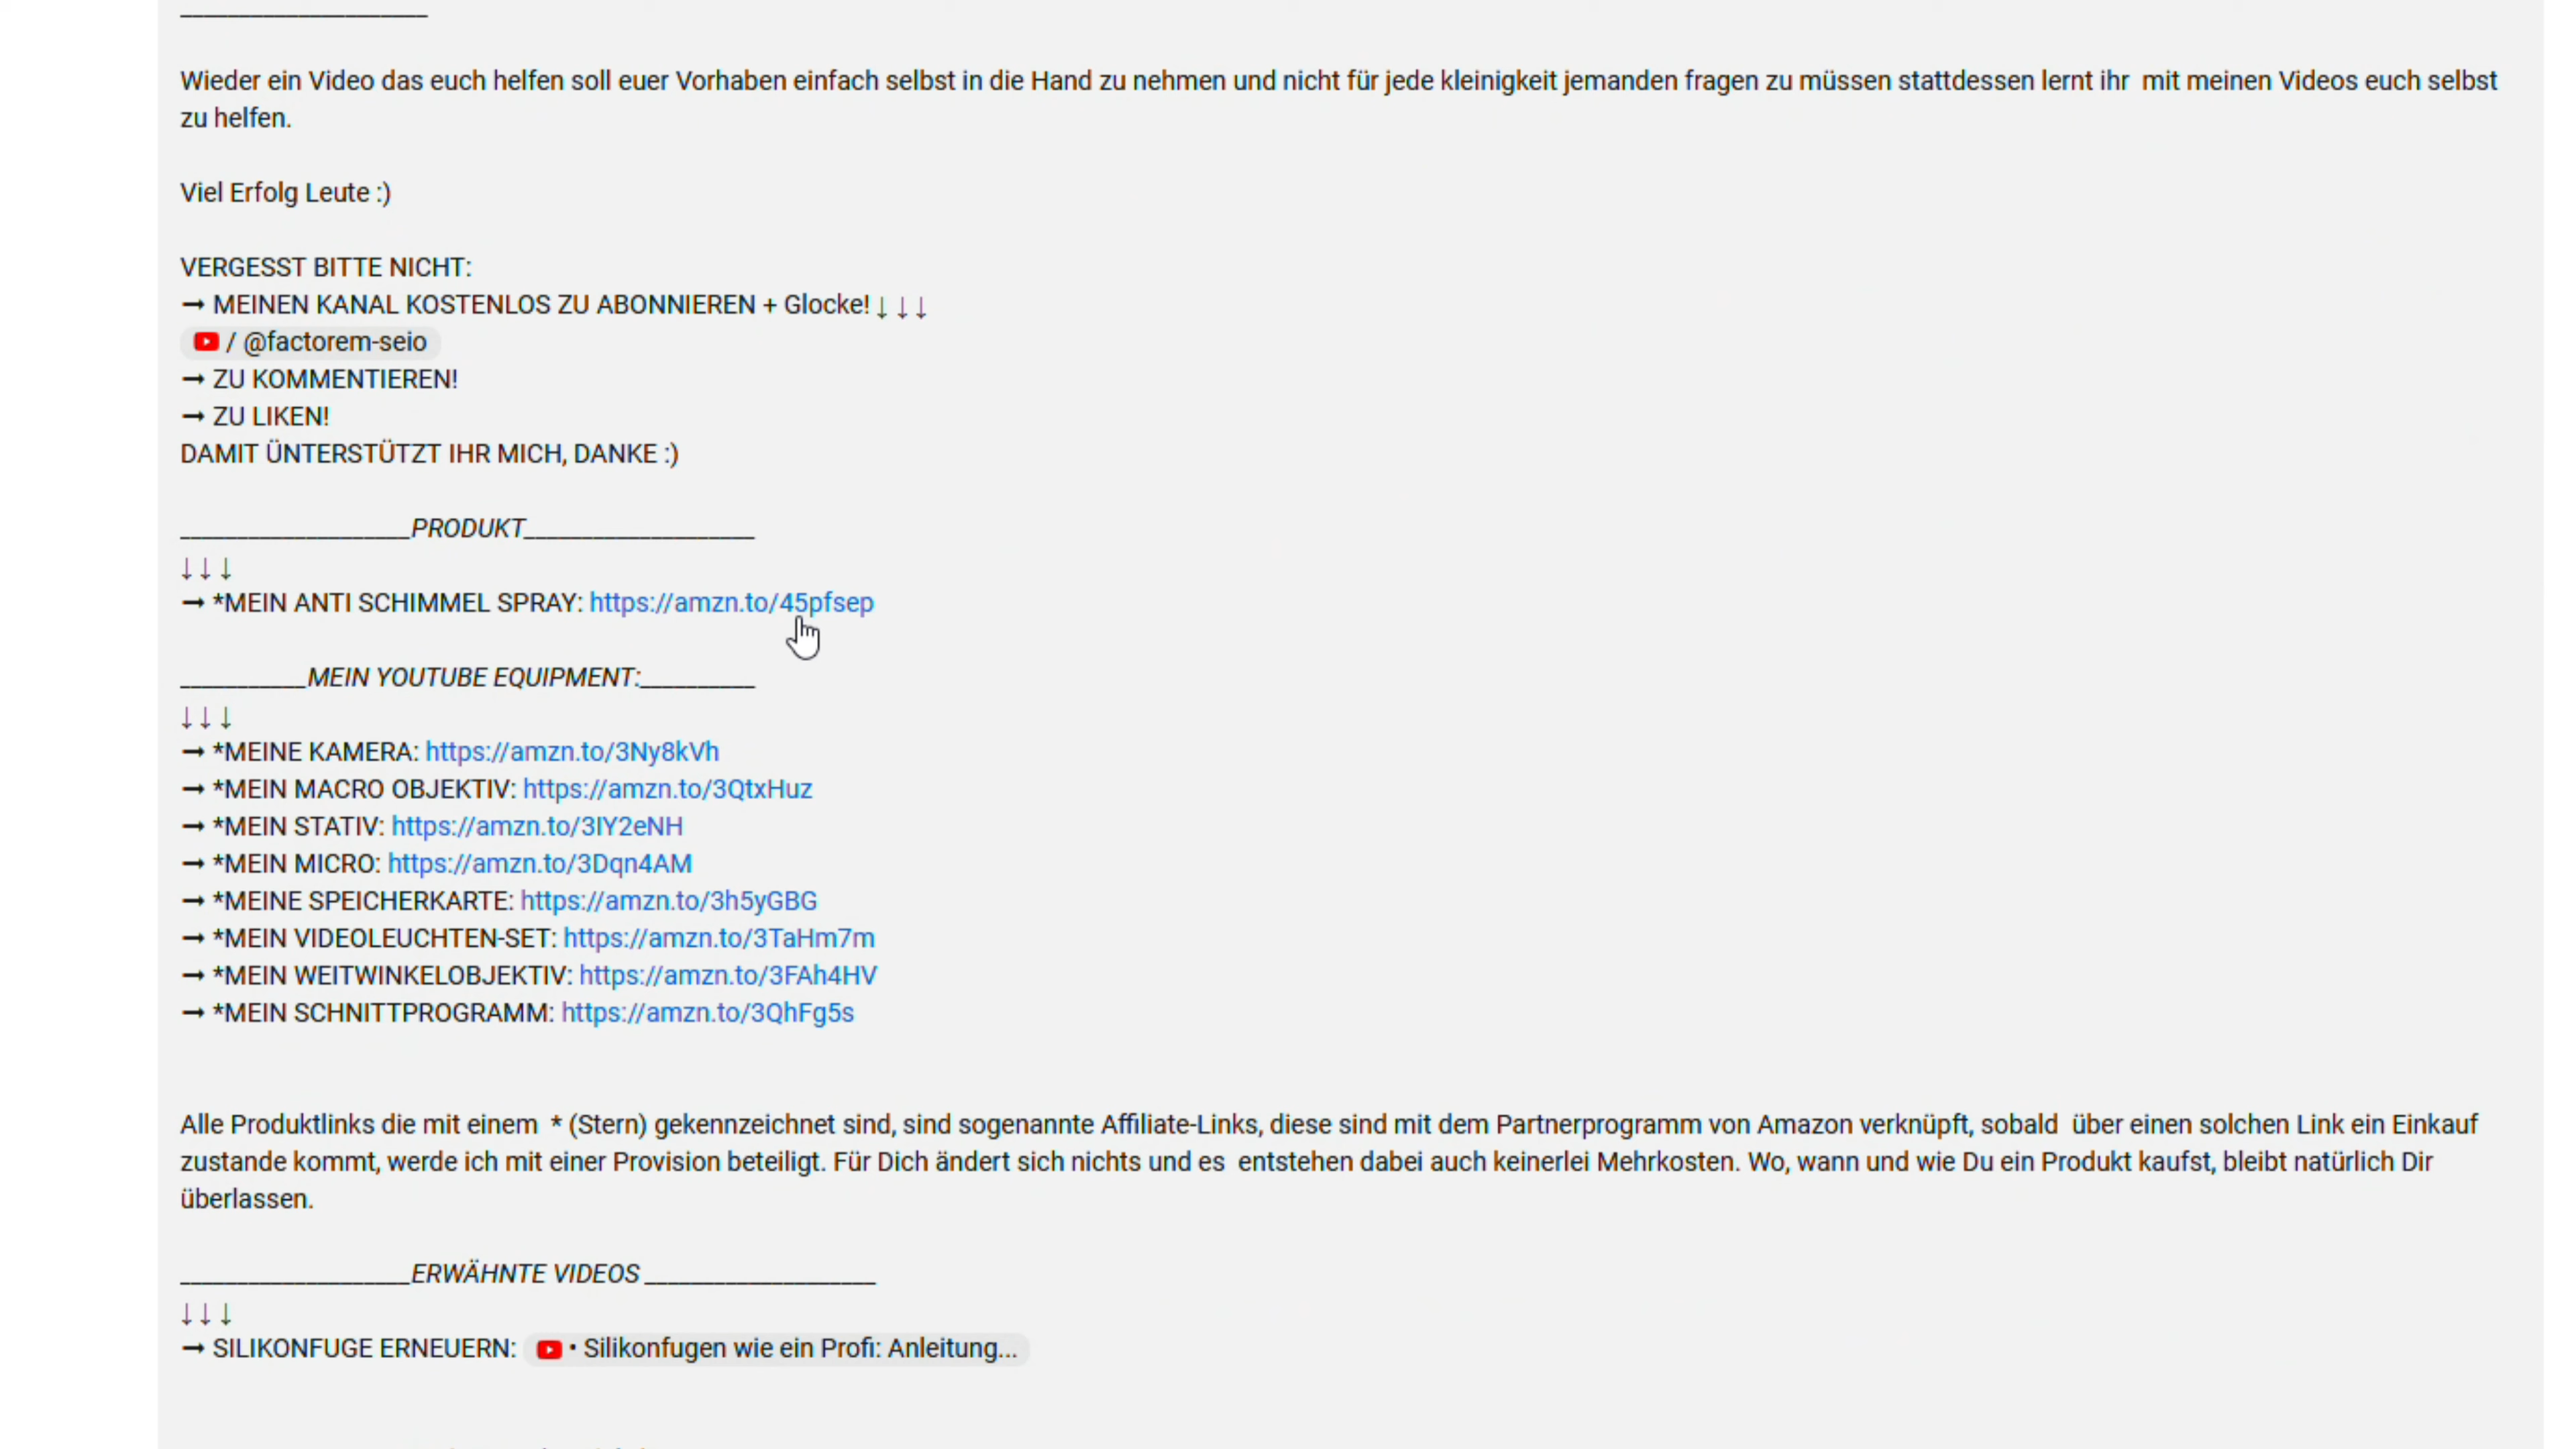 Wieder ein Video das euch helfen soll euer Vorhaben einfach selbst in die Hand zu nehmen und nicht für jede kleinigkeit jemanden fragen zu müssen stattdessen lernt ihr  mit meinen Videos euch selbst
zu helfen.
Viel Erfolg Leute :)
VERGESST BITTE NICHT:
→ MEINEN KANAL KOSTENLOS ZU ABONNIEREN + Glocke!↓↓↓
/ @factorem-seio
→ ZU KOMMENTIEREN!
→ ZU LIKEN!
DAMIT ÜNTERSTÜTZT IHR MICH, DANKE :)
____________________PRODUKT____________________
↓↓↓
→ *MEIN ANTI SCHIMMEL SPRAY: https://amzn.to/45pfsep
___________MEIN YOUTUBE EQUIPMENT:__________
↓↓↓
→ *MEINE KAMERA: https://amzn.to/3Ny8kVh
→ *MEIN MACRO OBJEKTIV: https://amzn.to/3QtxHuz
→ *MEIN STATIV: https://amzn.to/3IY2eNH
→ *MEIN MICRO: https://amzn.to/3Dqn4AM
→ *MEINE SPEICHERKARTE: https://amzn.to/3h5yGBG
→ *MEIN VIDEOLEUCHTEN-SET: https://amzn.to/3TaHm7m
→ *MEIN WEITWINKELOBJEKTIV: https://amzn.to/3FAh4HV
→ *MEIN SCHNITTPROGRAMM: https://amzn.to/3QhFg5s
Alle Produktlinks die mit einem  * (Stern) gekennzeichnet sind, sind sogenannte Affiliate-Links, diese sind mit dem Partnerprogramm von Amazon verknüpft, sobald  über einen solchen Link ein Einkauf
zustande kommt, werde ich mit einer Provision beteiligt. Für Dich ändert sich nichts und es  entstehen dabei auch keinerlei Mehrkosten. Wo, wann und wie Du ein Produkt kaufst, bleibt natürlich Dir
überlassen.
____________________ERWÄHNTE VIDEOS ____________________
↓↓↓
→ SILIKONFUGE ERNEUERN: • Silikonfugen wie ein Profi: Anleitung...